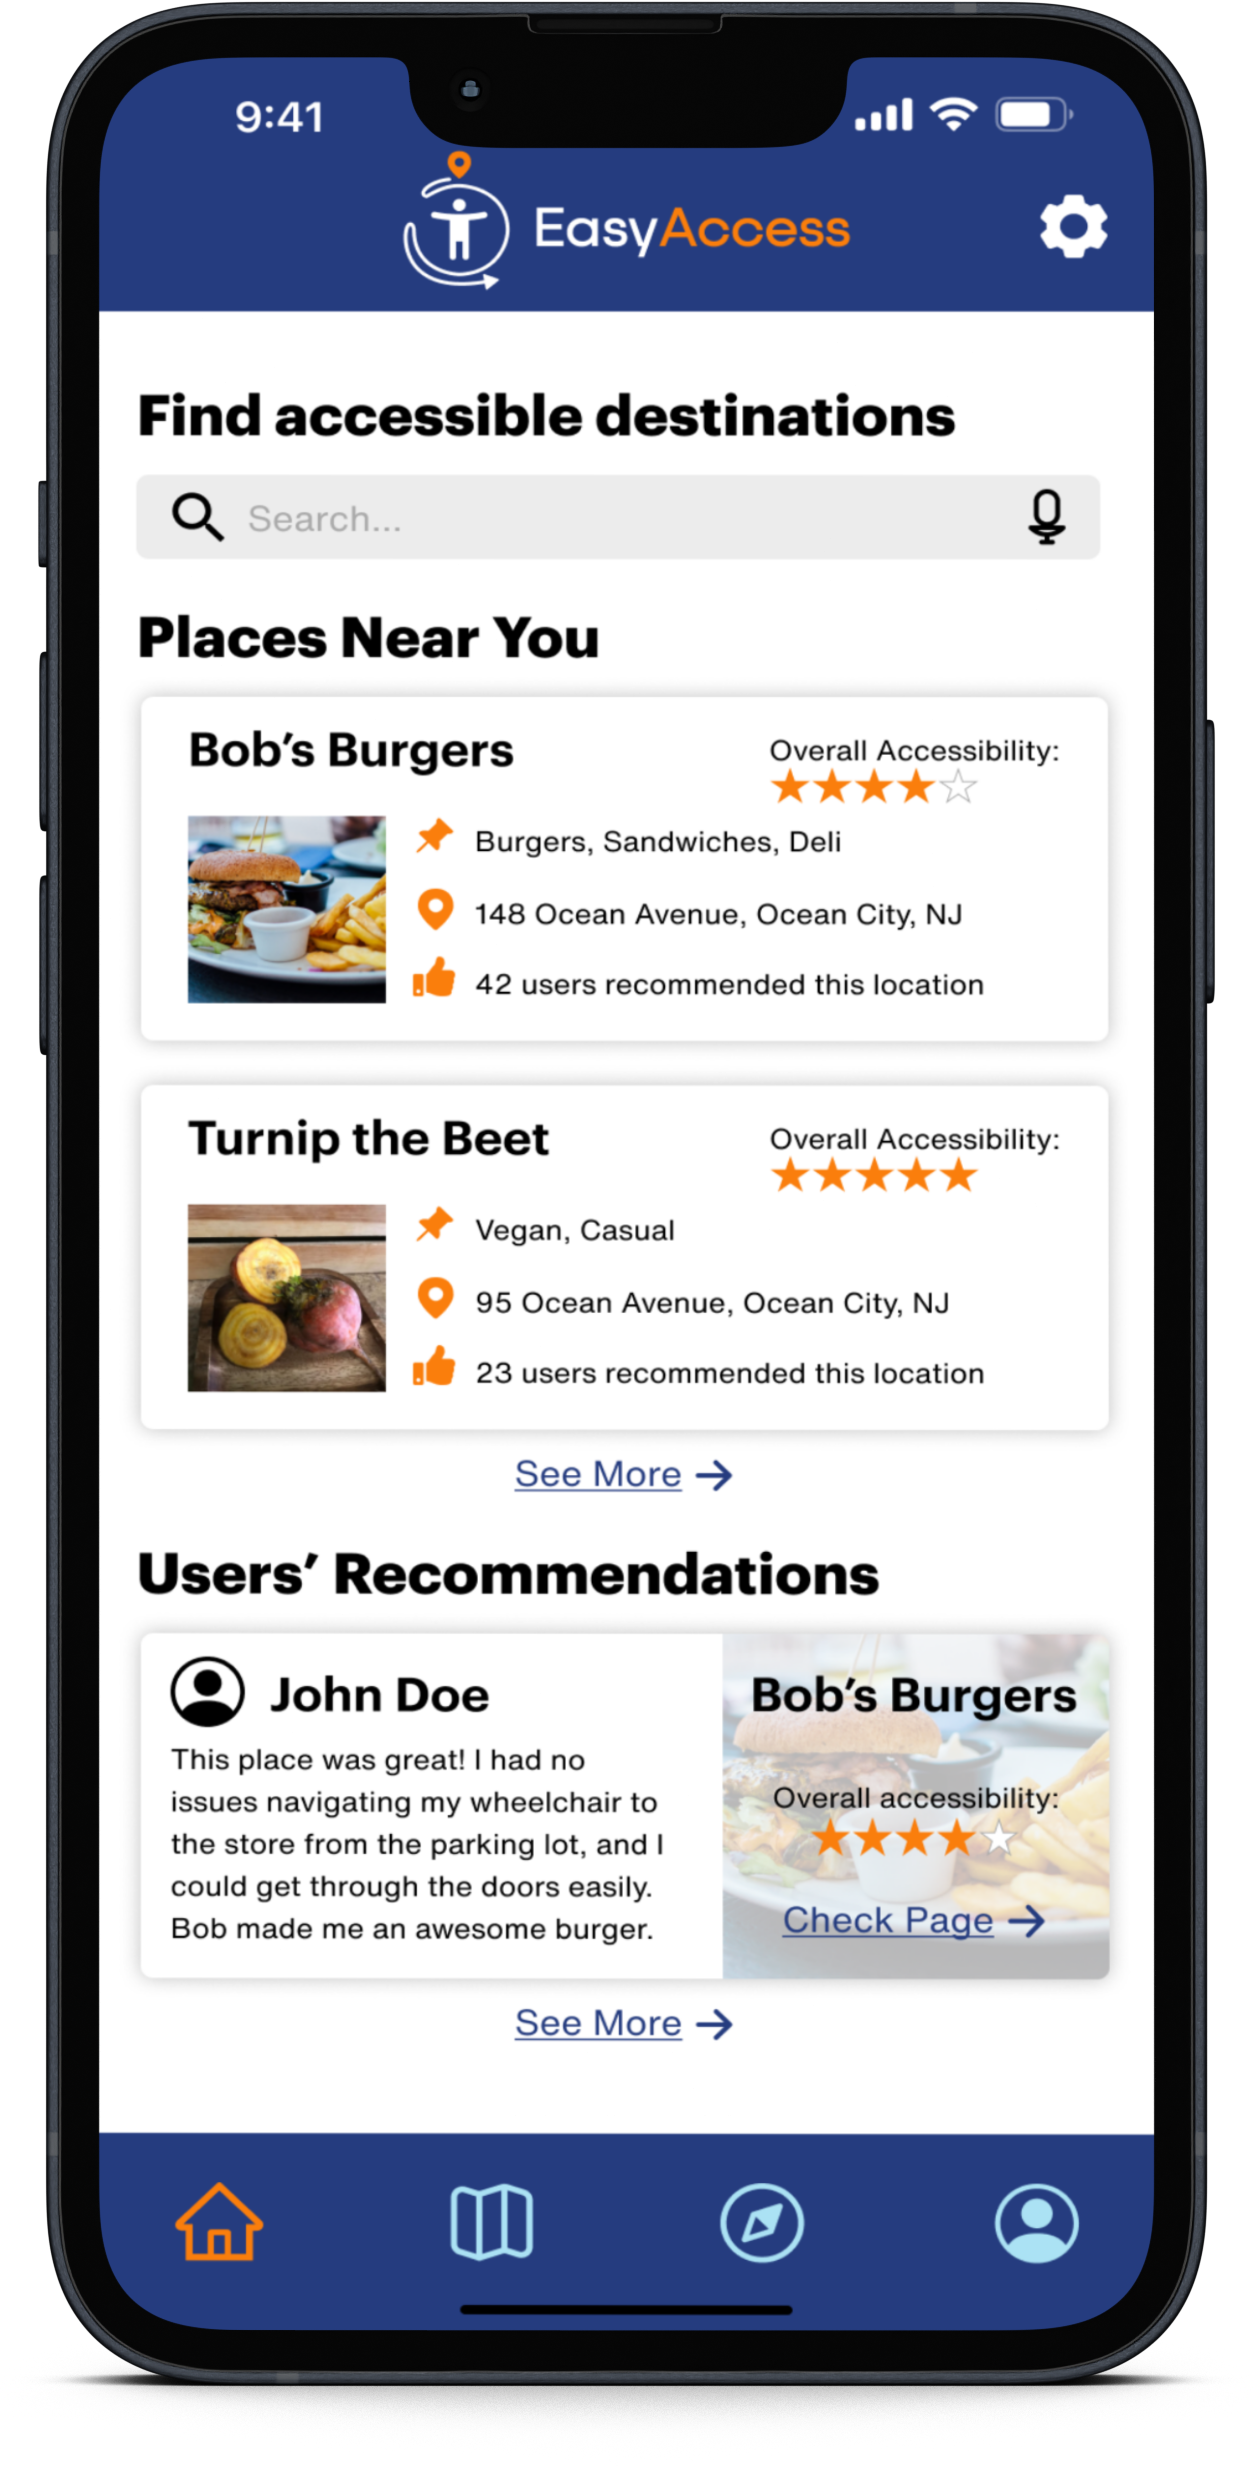 9:41
EasyAccess
Find accessible destinations
Search...
Places Near You
Bob’s Burgers
Overall Accessibility:
Burgers, Sandwiches, Deli
148 Ocean Avenue, Ocean City, NJ
42 users recommended this location
Turnip the Beet
Overall Accessibility:
Vegan, Casual
95 Ocean Avenue, Ocean City, NJ
23 users recommended this location
See More →
Users’ Recommendations
John Doe
This place was great! I had no
issues navigating my wheelchair to
the store from the parking lot, and I
could get through the doors easily.
Bob made me an awesome burger.
Bob’s Burgers
Overall accessibility:
Check Page →
See More →